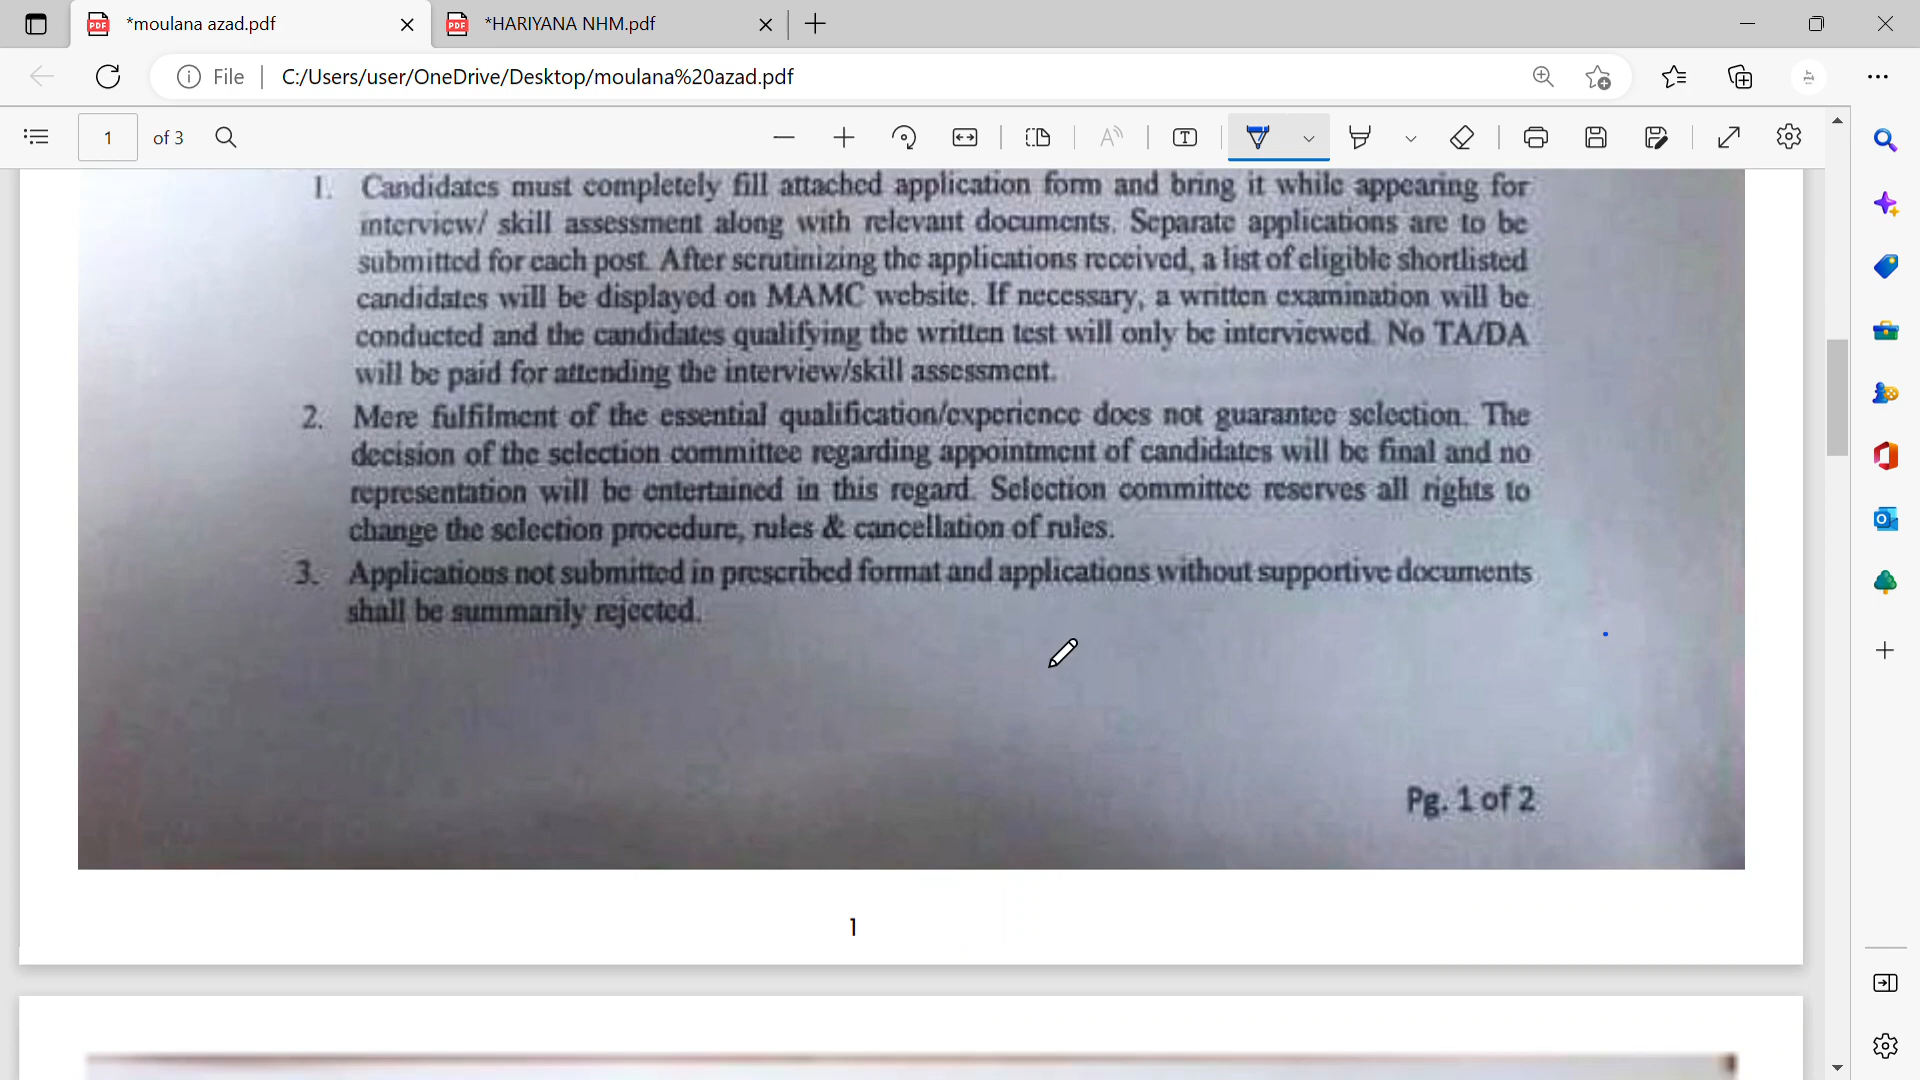 *moulana azad.pdf
*HARIYANA NHM.pdf
File
C:/Users/user/OneDrive/Desktop/moulana%20azad.pdf
1 of 3
1. Candidates must completely fill attached application form and bring it while appearing for
interview/ skill assessment along with relevant documents. Separate applications are to be
submitted for each post. After scrutinizing the applications received, a list of eligible shortlisted
candidates will be displayed on MAMC website. If necessary, a written examination will be
conducted and the candidates qualifying the written test will only be interviewed. No TA/DA
will be paid for attending the interview/skill assessment.
2. Mere fulfilment of the essential qualification/experience does not guarantee selection. The
decision of the selection committee regarding appointment of candidates will be final and no
representation will be entertained in this regard. Selection committee reserves all rights to
change the selection procedure, rules & cancellation of rules.
3. Applications not submitted in prescribed format and applications without supportive documents
shall be summarily rejected.
Pg. 1 of 2
1